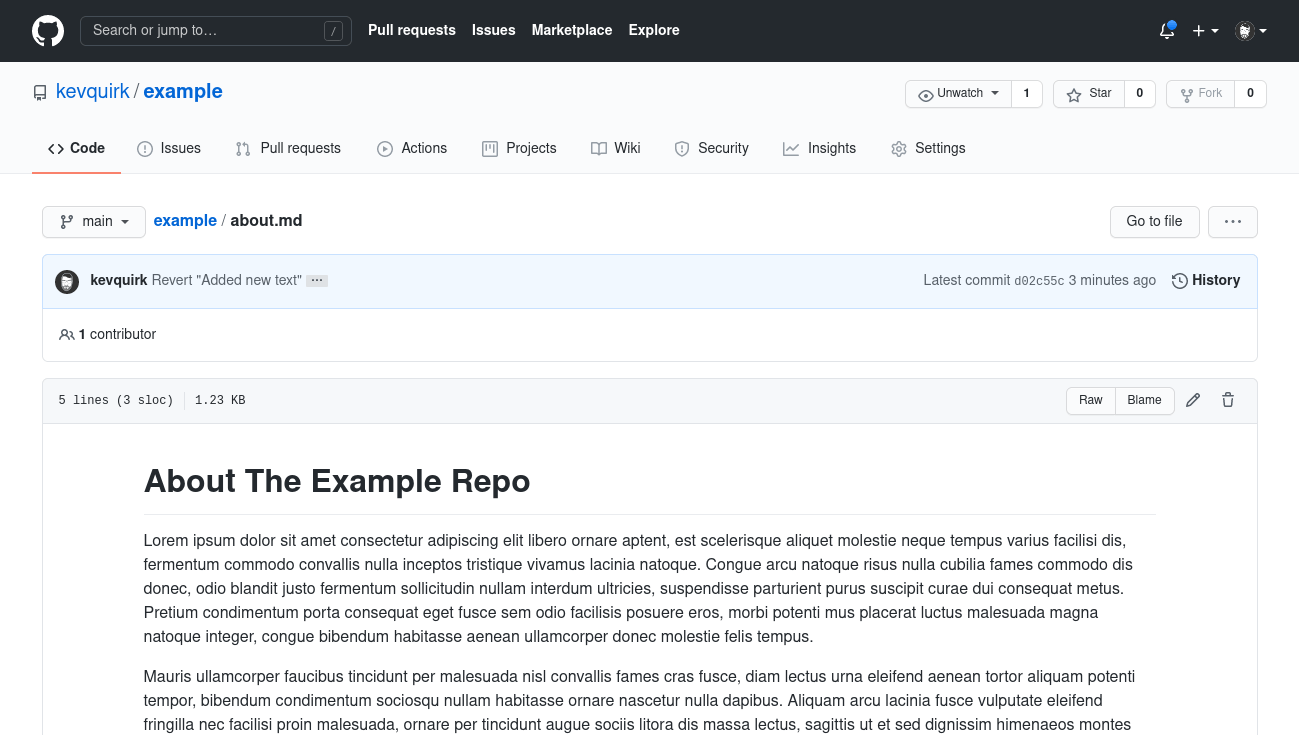 Search or jump to… /
Pull requests Issues Marketplace Explore
kevquirk / example
Unwatch 1 Star 0 Fork 0
Code Issues Pull requests Actions Projects Wiki Security Insights Settings
main example / about.md Go to file ···
kevquirk Revert "Added new text" ··· Latest commit d02c55c 3 minutes ago History
1 contributor
5 lines (3 sloc) 1.23 KB Raw Blame
About The Example Repo
Lorem ipsum dolor sit amet consectetur adipiscing elit libero ornare aptent, est scelerisque aliquet molestie neque tempus varius facilisi dis,
fermentum commodo convallis nulla inceptos tristique vivamus lacinia natoque. Congue arcu natoque risus nulla cubilia fames commodo dis
donec, odio blandit justo fermentum sollicitudin nullam interdum ultricies, suspendisse parturient purus suscipit curae dui consequat metus.
Pretium condimentum porta consequat eget fusce sem odio facilisis posuere eros, morbi potenti mus placerat luctus malesuada magna
natoque integer, congue bibendum habitasse aenean ullamcorper donec molestie felis tempus.
Mauris ullamcorper faucibus tincidunt per malesuada nisl convallis fames cras fusce, diam lectus urna eleifend aenean tortor aliquam potenti
tempor, bibendum condimentum sociosqu nullam habitasse ornare nascetur nulla dapibus. Aliquam arcu lacinia fusce vulputate eleifend
fringilla nec facilisi proin malesuada, ornare per tincidunt augue sociis litora dis massa lectus, sagittis ut et sed dignissim himenaeos montes